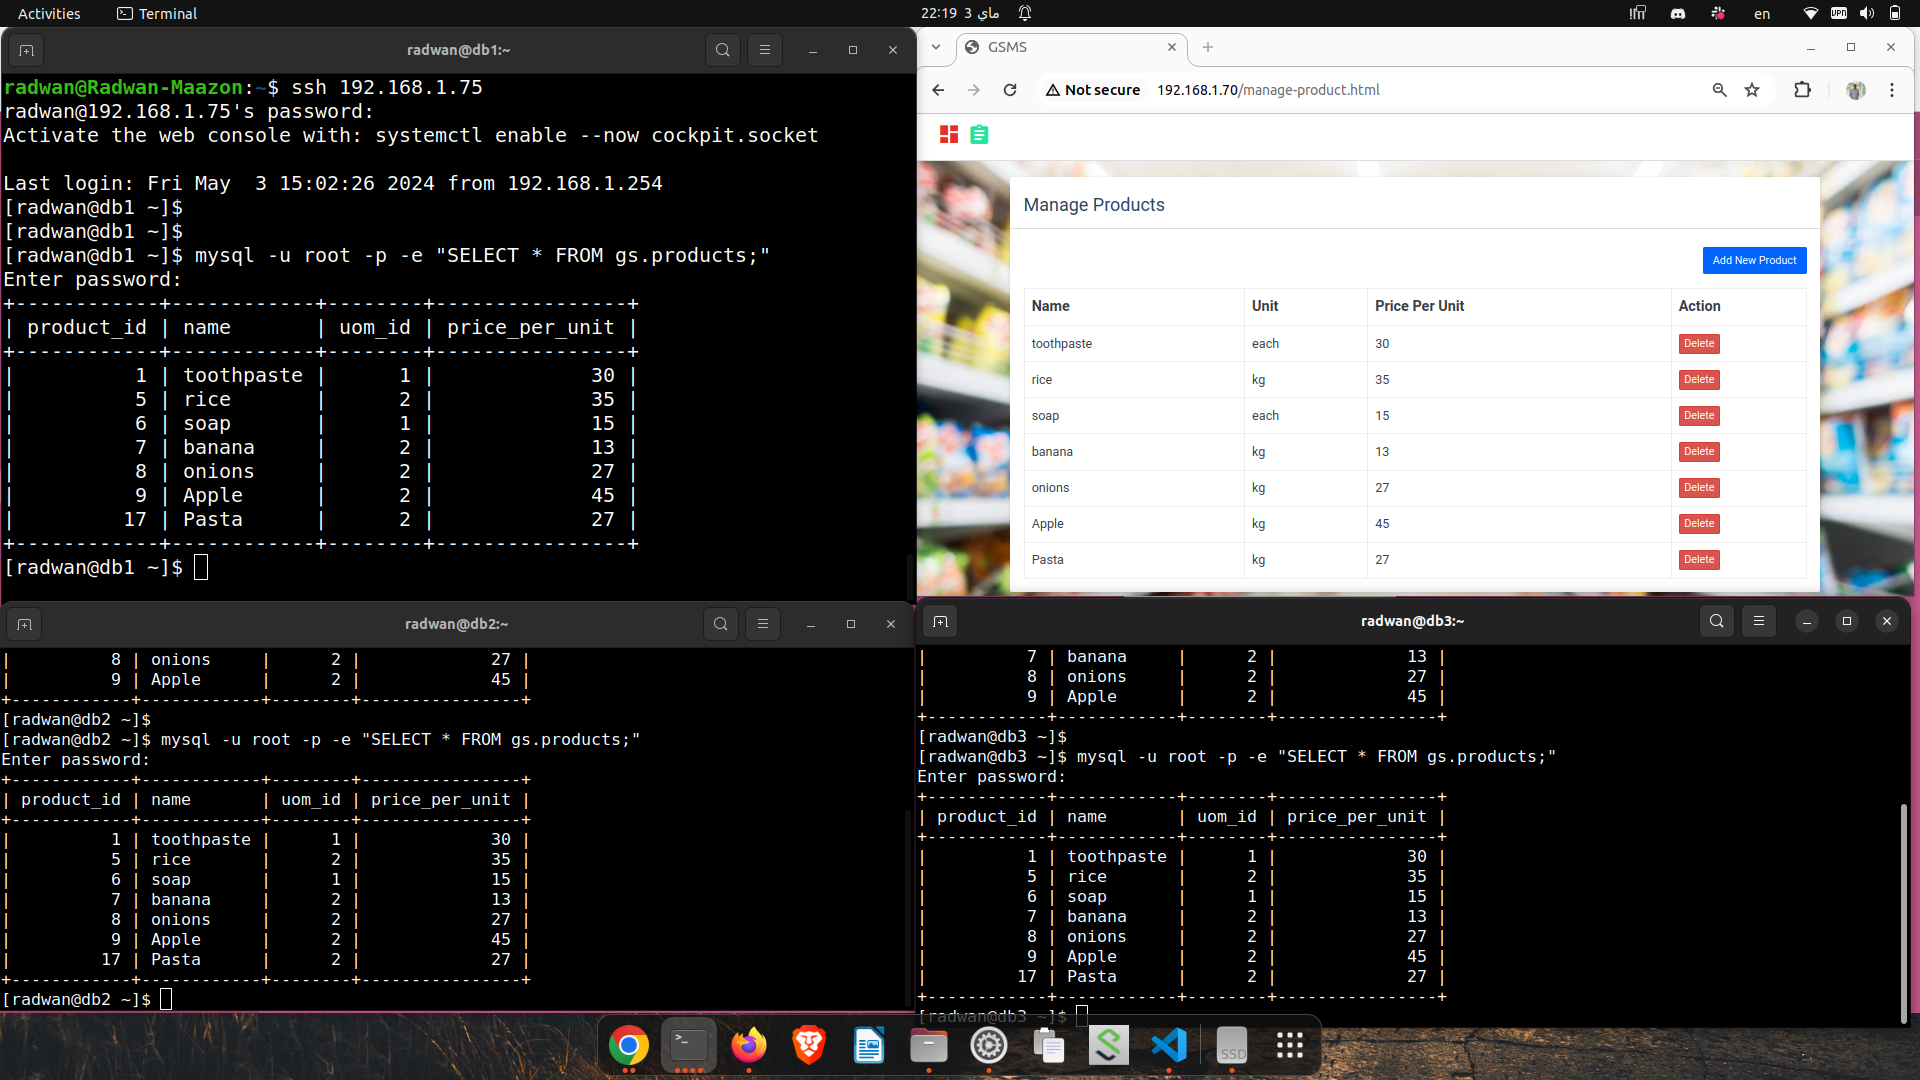 Activities
Terminal
22:19 3 ماي
en
VPN
radwan@db1:~
radwan@Radwan-Maazon:~$ ssh 192.168.1.75
radwan@192.168.1.75's password:
Activate the web console with: systemctl enable --now cockpit.socket
Last login: Fri May  3 15:02:26 2024 from 192.168.1.254
[radwan@db1 ~]$
[radwan@db1 ~]$
[radwan@db1 ~]$ mysql -u root -p -e "SELECT * FROM gs.products;"
Enter password:
+------------+------------+--------+----------------+
| product_id | name       | uom_id | price_per_unit |
+------------+------------+--------+----------------+
|          1 | toothpaste |      1 |             30 |
|          5 | rice       |      2 |             35 |
|          6 | soap       |      1 |             15 |
|          7 | banana     |      2 |             13 |
|          8 | onions     |      2 |             27 |
|          9 | Apple      |      2 |             45 |
|         17 | Pasta      |      2 |             27 |
+------------+------------+--------+----------------+
[radwan@db1 ~]$
GSMS
Not secure 192.168.1.70/manage-product.html
Manage Products
Add New Product
Name Unit Price Per Unit Action
toothpaste each 30 Delete
rice kg 35 Delete
soap each 15 Delete
banana kg 13 Delete
onions kg 27 Delete
Apple kg 45 Delete
Pasta kg 27 Delete
radwan@db2:~
|          8 | onions     |      2 |             27 |
|          9 | Apple      |      2 |             45 |
+------------+------------+--------+----------------+
[radwan@db2 ~]$
[radwan@db2 ~]$ mysql -u root -p -e "SELECT * FROM gs.products;"
Enter password:
+------------+------------+--------+----------------+
| product_id | name       | uom_id | price_per_unit |
+------------+------------+--------+----------------+
|          1 | toothpaste |      1 |             30 |
|          5 | rice       |      2 |             35 |
|          6 | soap       |      1 |             15 |
|          7 | banana     |      2 |             13 |
|          8 | onions     |      2 |             27 |
|          9 | Apple      |      2 |             45 |
|         17 | Pasta      |      2 |             27 |
+------------+------------+--------+----------------+
[radwan@db2 ~]$
radwan@db3:~
|          7 | banana     |      2 |             13 |
|          8 | onions     |      2 |             27 |
|          9 | Apple      |      2 |             45 |
+------------+------------+--------+----------------+
[radwan@db3 ~]$
[radwan@db3 ~]$ mysql -u root -p -e "SELECT * FROM gs.products;"
Enter password:
+------------+------------+--------+----------------+
| product_id | name       | uom_id | price_per_unit |
+------------+------------+--------+----------------+
|          1 | toothpaste |      1 |             30 |
|          5 | rice       |      2 |             35 |
|          6 | soap       |      1 |             15 |
|          7 | banana     |      2 |             13 |
|          8 | onions     |      2 |             27 |
|          9 | Apple      |      2 |             45 |
|         17 | Pasta      |      2 |             27 |
+------------+------------+--------+----------------+
[radwan@db3 ~]$
SSD